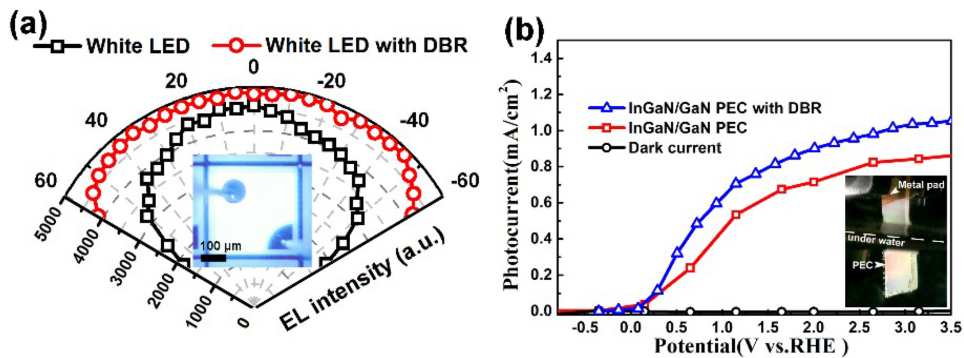 (a)
White LED
White LED with DBR
0
20
-20
40
-40
60
-60
5000
4000
3000
2000
1000
0
EL intensity (a.u.)
100 μm
(b)
Photocurrent(mA/cm²)
1.4
1.2
1.0
0.8
0.6
0.4
0.2
0.0
InGaN/GaN PEC with DBR
InGaN/GaN PEC
Dark current
Metal pad
under water
PEC
-0.5
0.0
0.5
1.0
1.5
2.0
2.5
3.0
3.5
Potential(V vs.RHE )